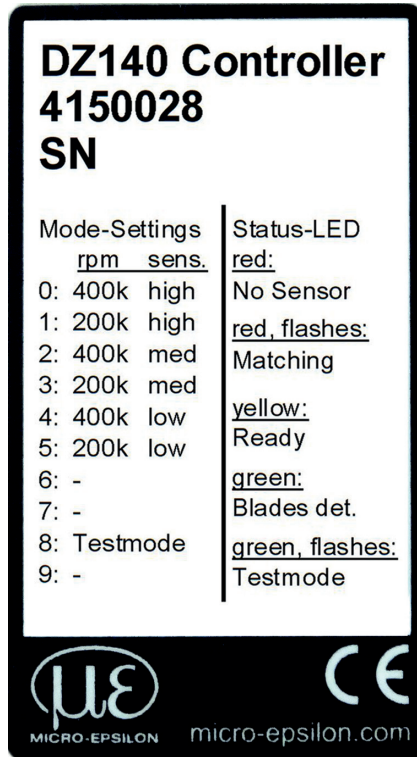 DZ140 Controller
4150028
SN
Mode-Settings
rpm sens.
0: 400k high
1: 200k high
2: 400k med
3: 200k med
4: 400k low
5: 200k low
6: -
7: -
8: Testmode
9: -
Status-LED
red:
No Sensor
red, flashes:
Matching
yellow:
Ready
green:
Blades det.
green, flashes:
Testmode
με
MICRO-EPSILON
CE
micro-epsilon.com